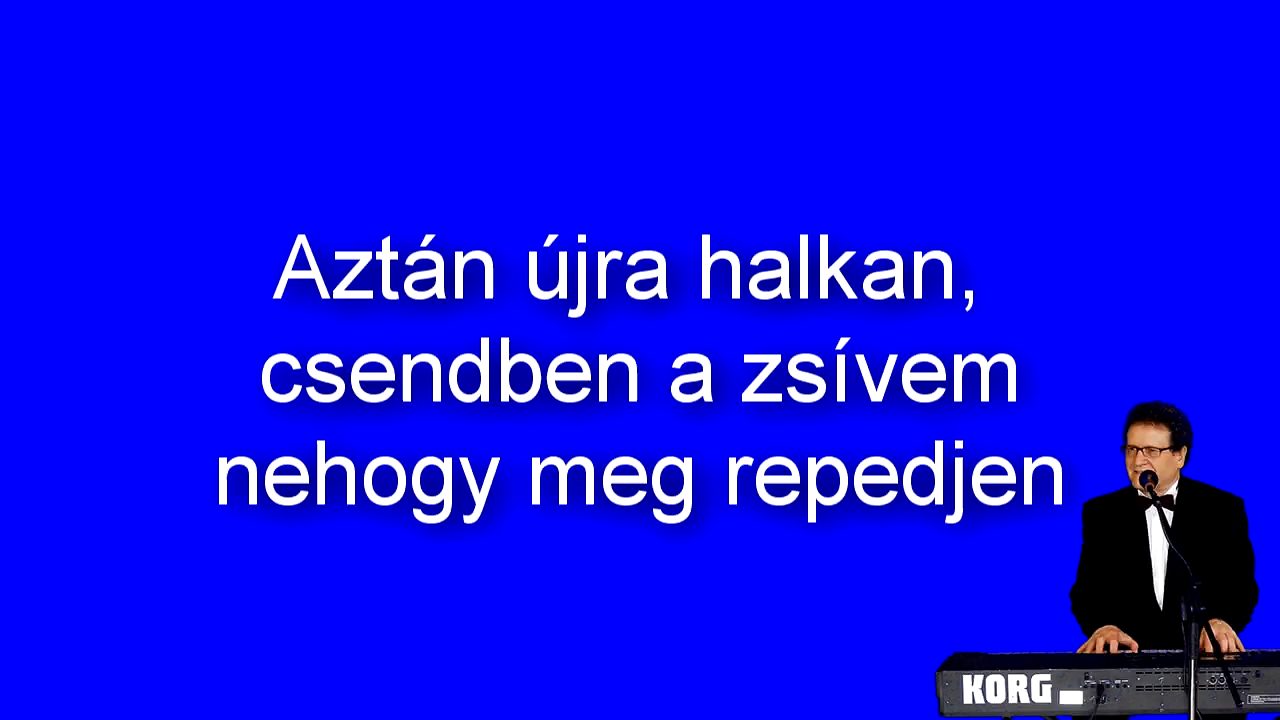 Aztán újra halkan,
csendben a zsívem
nehogy meg repedjen
KORG